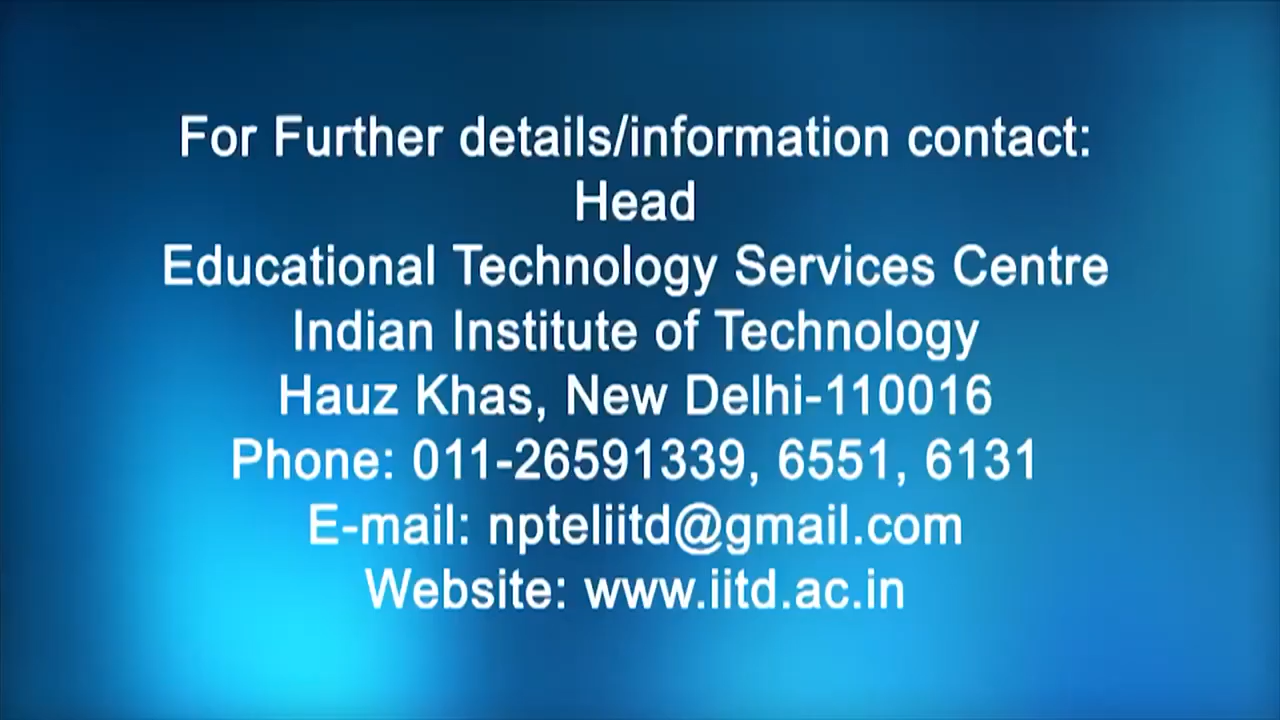 For Further details/information contact:
Head
Educational Technology Services Centre
Indian Institute of Technology
Hauz Khas, New Delhi-110016
Phone: 011-26591339, 6551, 6131
E-mail: npteliitd@gmail.com
Website: www.iitd.ac.in